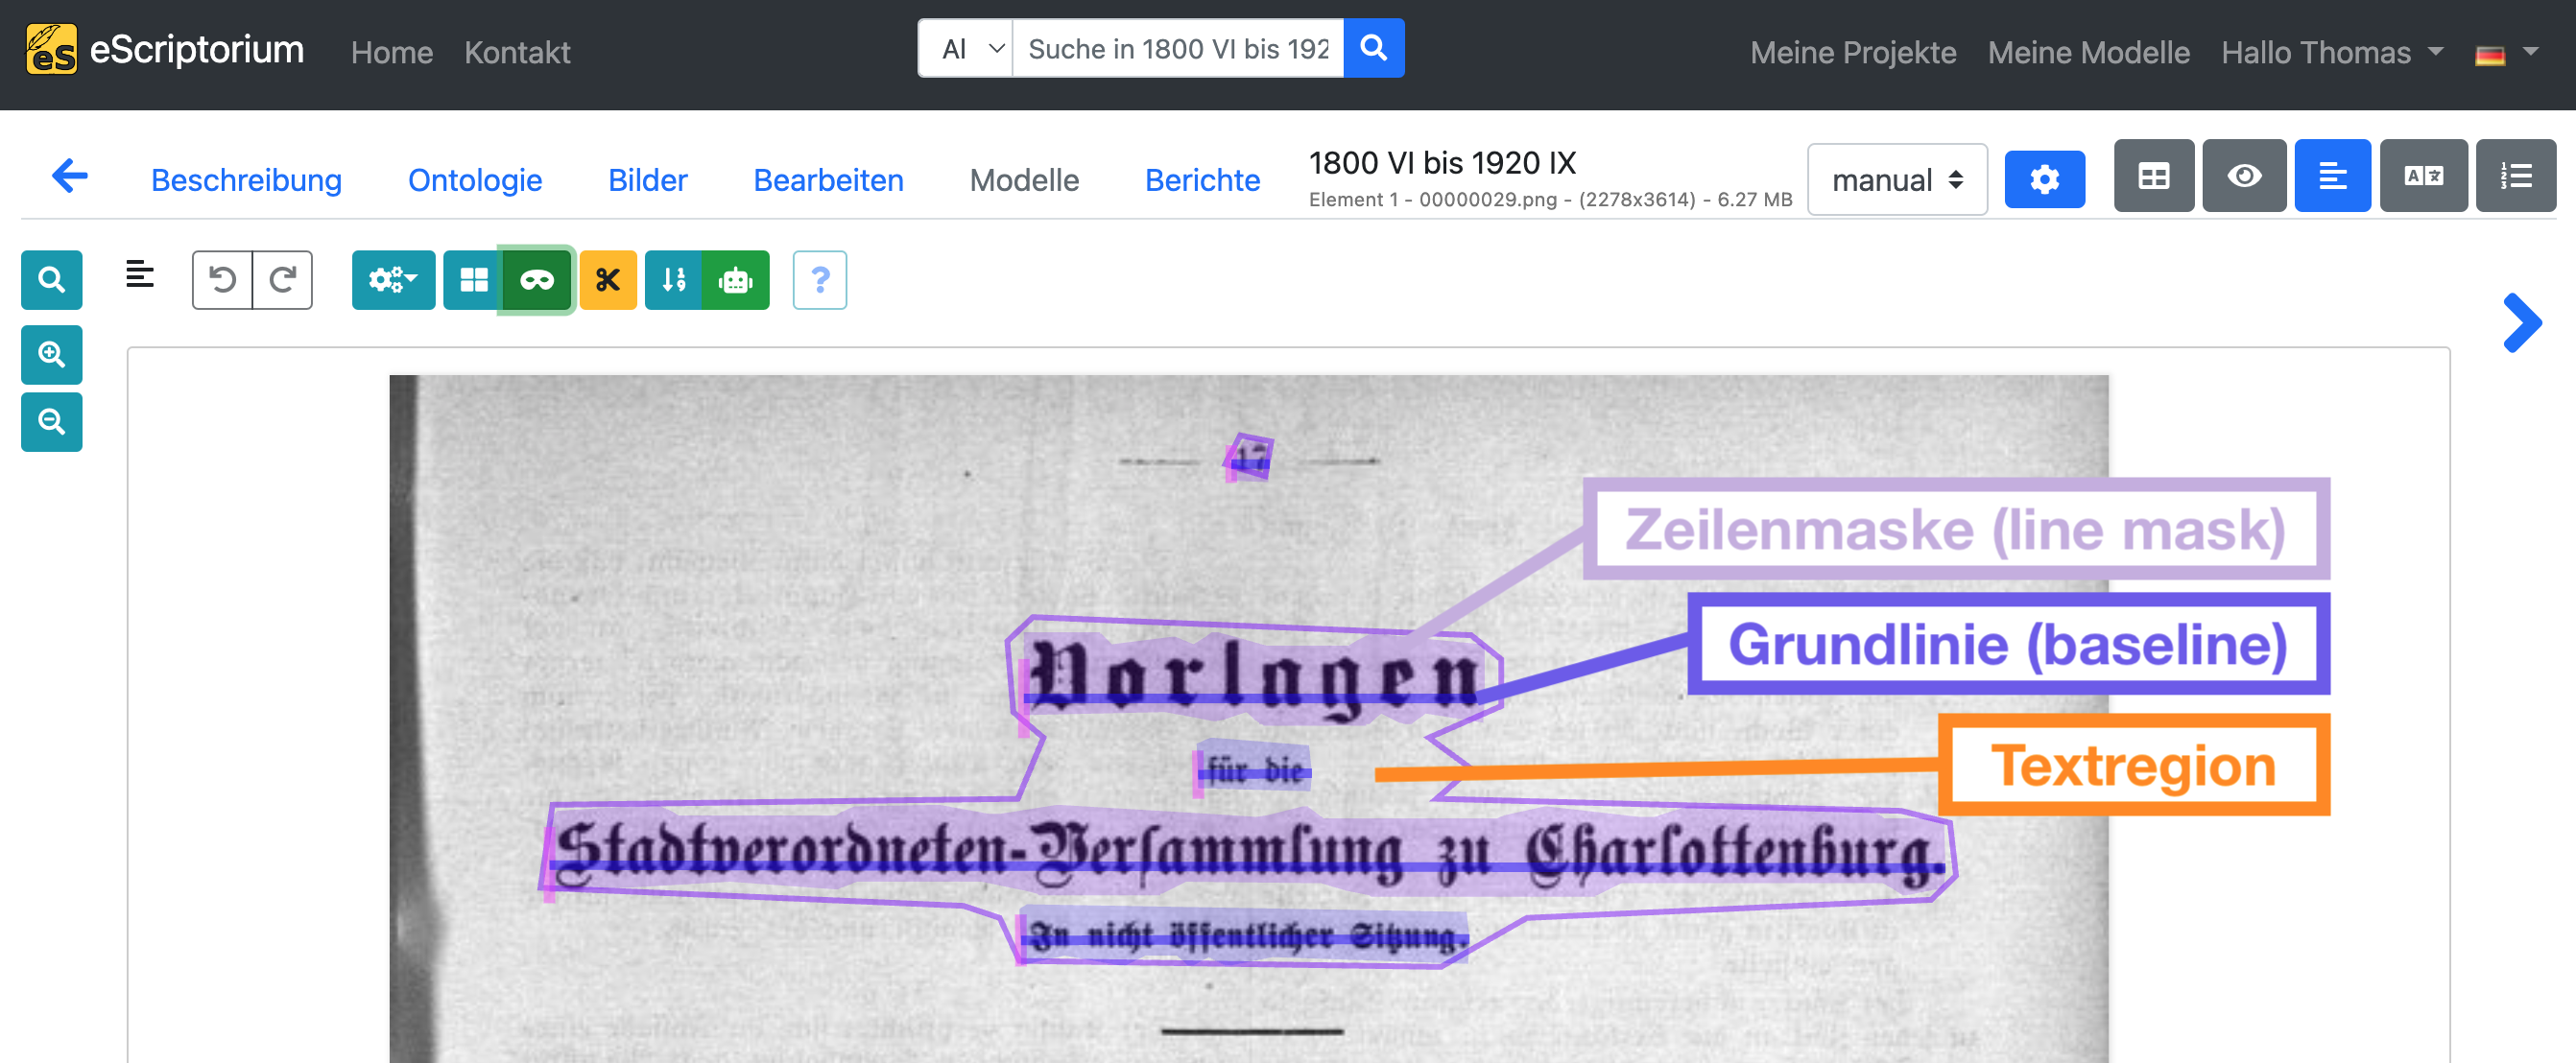 eScriptorium Home Kontakt Al Suche in 1800 VI bis 192 Meine Projekte Meine Modelle Hallo Thomas
Beschreibung Ontologie Bilder Bearbeiten Modelle Berichte 1800 VI bis 1920 IX manual
Element 1 - 00000029.png - (2278x3614) - 6.27 MB
17
Zeilenmaske (line mask)
Grundlinie (baseline)
Vorlagen
Textregion
für die
Stadtverordneten-Verſammlung zu Charlottenburg.
In nicht öffentlicher Sitzung.